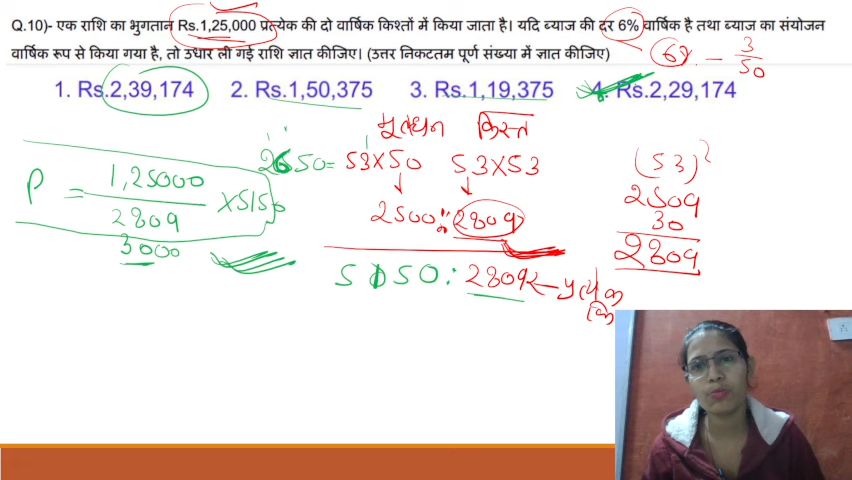 Q.10)- एक राशि का भुगतान Rs.1,25,000 प्रत्येक की दो वार्षिक किश्तों में किया जाता है। यदि ब्याज की दर 6% वार्षिक है तथा ब्याज का संयोजन
वार्षिक रूप से किया गया है, तो उधार ली गई राशि ज्ञात कीजिए। (उत्तर निकटतम पूर्ण संख्या में ज्ञात कीजिए)
6% - 3/50
1. Rs.2,39,174 2. Rs.1,50,375 3. Rs.1,19,375 4. Rs.2,29,174
मूलधन किस्त
2650= 53×50 53×53 (53)²
P = 1,25000/2809 ×5150
2500 : 2809
2509
30
2809
3000
5150 : 2809 ← प्रत्येक
कि